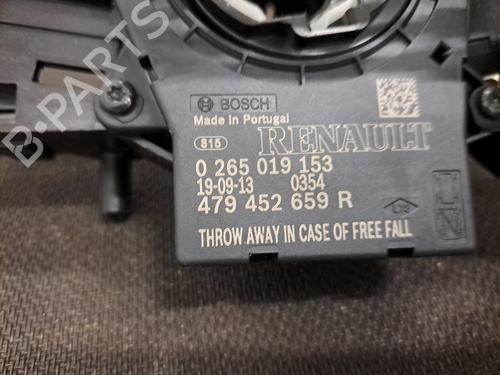 BOSCH
Made in Portugal
815 RENAULT
0 265 019 153
19-09-13 0354
479 452 659 R
THROW AWAY IN CASE OF FREE FALL
B-PARTS